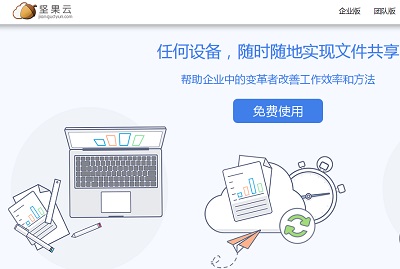 坚果云
jianguoyun.com
企业版 团队版
任何设备，随时随地实现文件共享
帮助企业中的变革者改善工作效率和方法
免费使用